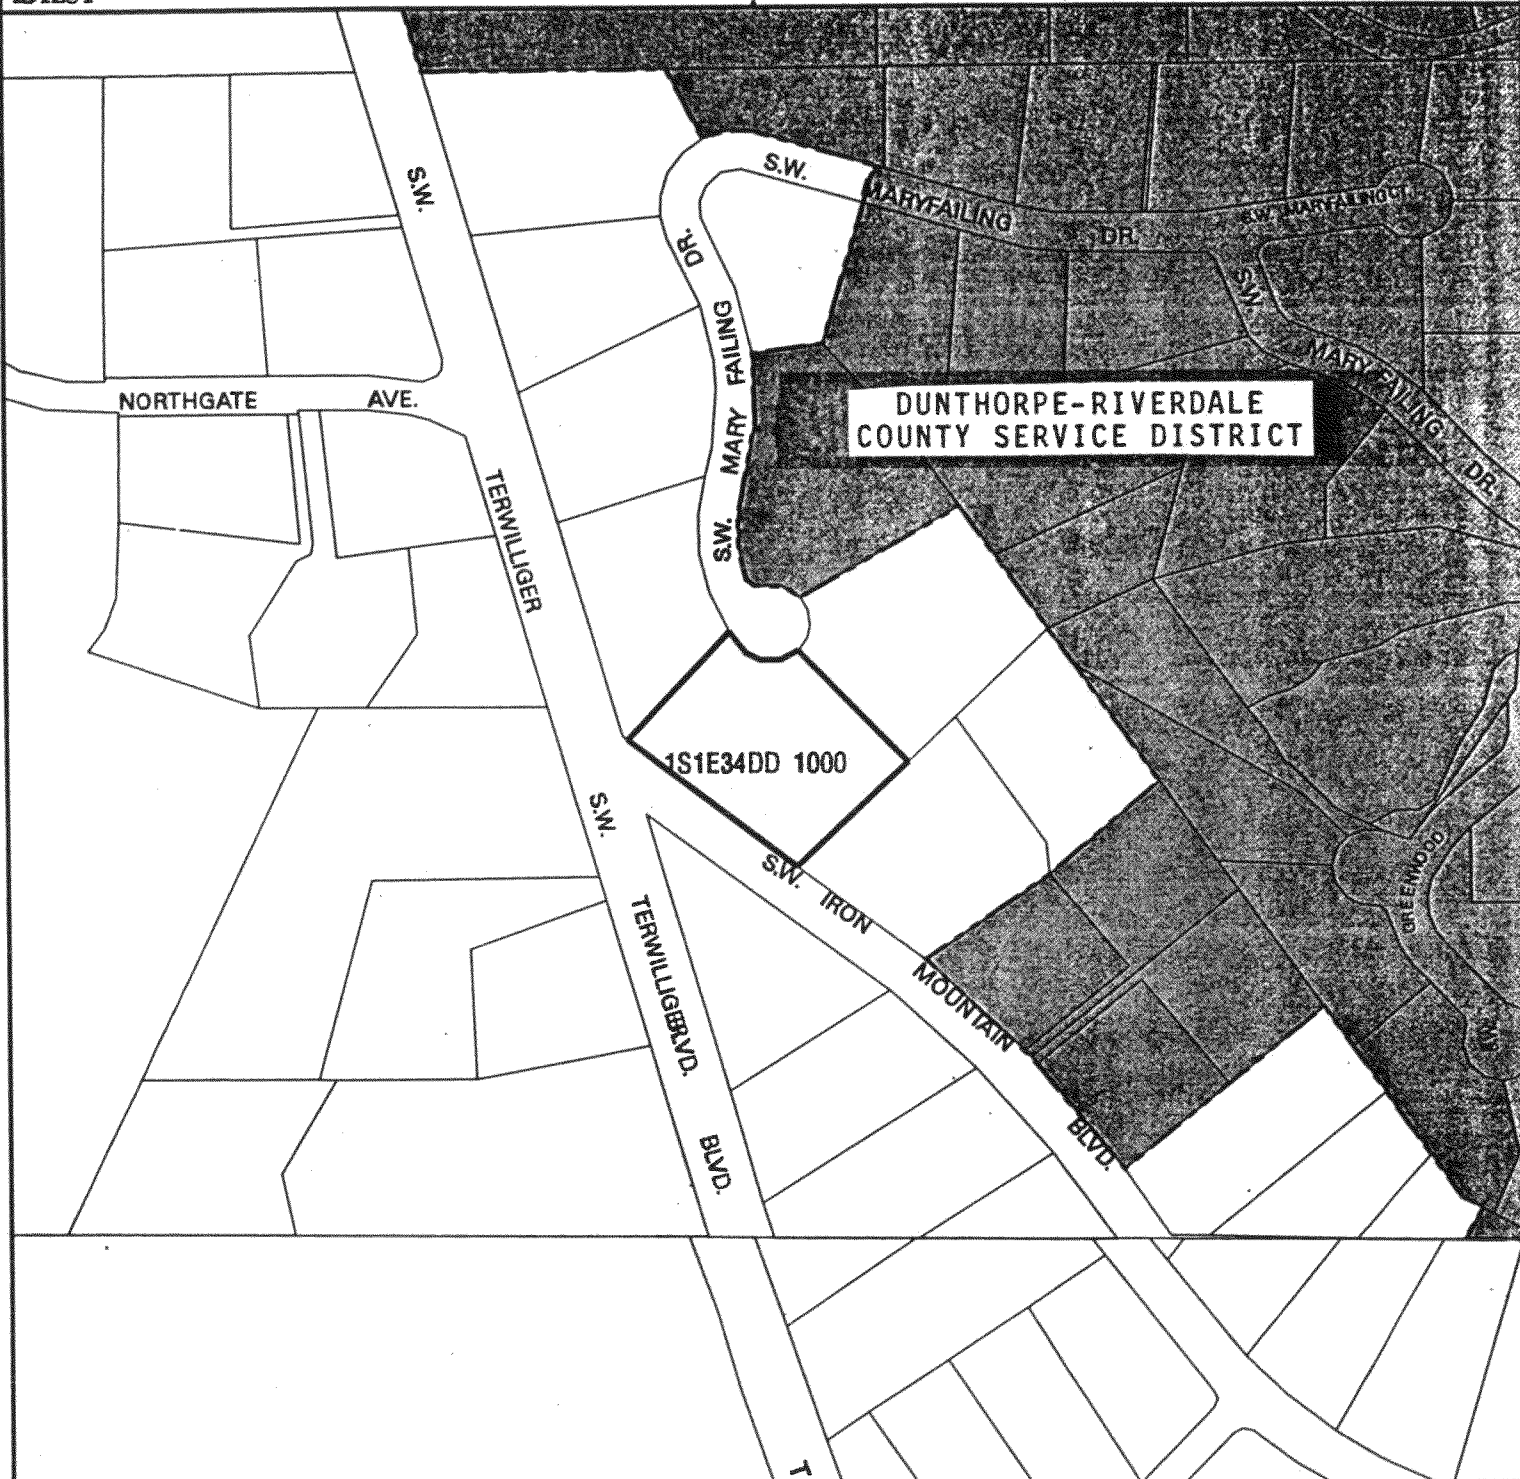 S.W.
S.W.
MARYFAILING
DR.
S.W. MARYFAILING CT.
S.W.
MARY FAILING
DR.
DR.
MARY FAILING
S.W.
NORTHGATE AVE.
DUNTHORPE-RIVERDALE
COUNTY SERVICE DISTRICT
TERWILLIGER
1S1E34DD 1000
S.W.
S.W. IRON
MOUNTAIN
BLVD.
GREENWOOD
AVE.
TERWILLIGER
BLVD.
BLVD.
T